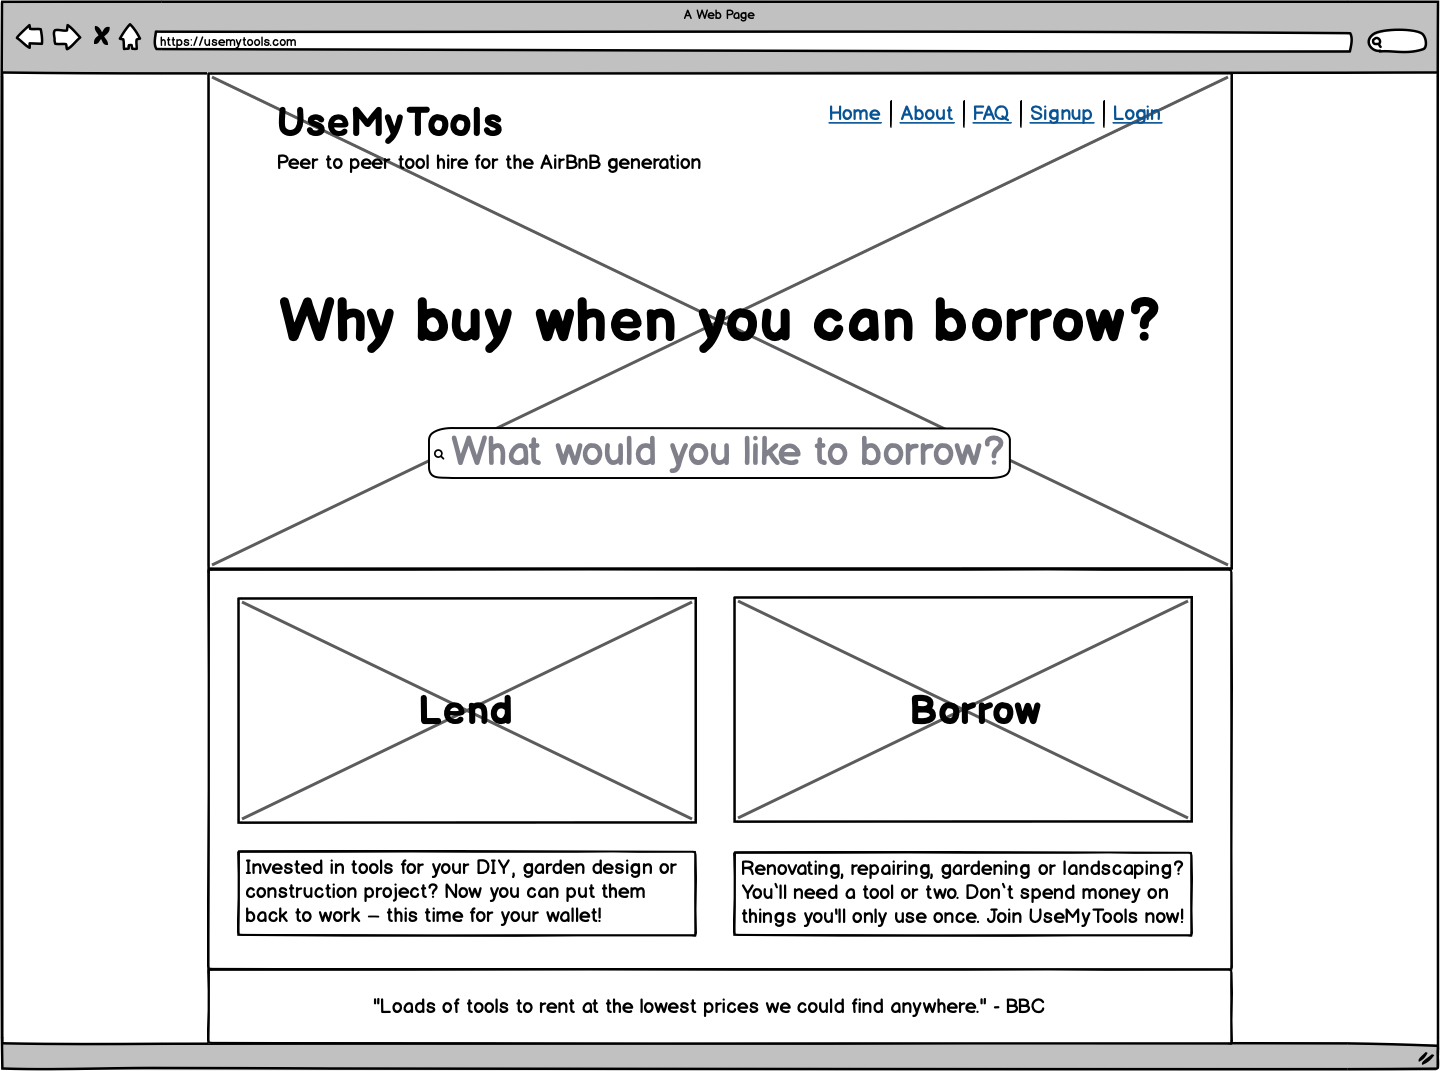 A Web Page
https://usemytools.com
UseMyTools
Home | About | FAQ | Signup | Login
Peer to peer tool hire for the AirBnB generation
Why buy when you can borrow?
What would you like to borrow?
Lend
Borrow
Invested in tools for your DIY, garden design or
construction project? Now you can put them
back to work – this time for your wallet!
Renovating, repairing, gardening or landscaping?
You`ll need a tool or two. Don`t spend money on
things you'll only use once. Join UseMyTools now!
"Loads of tools to rent at the lowest prices we could find anywhere." - BBC